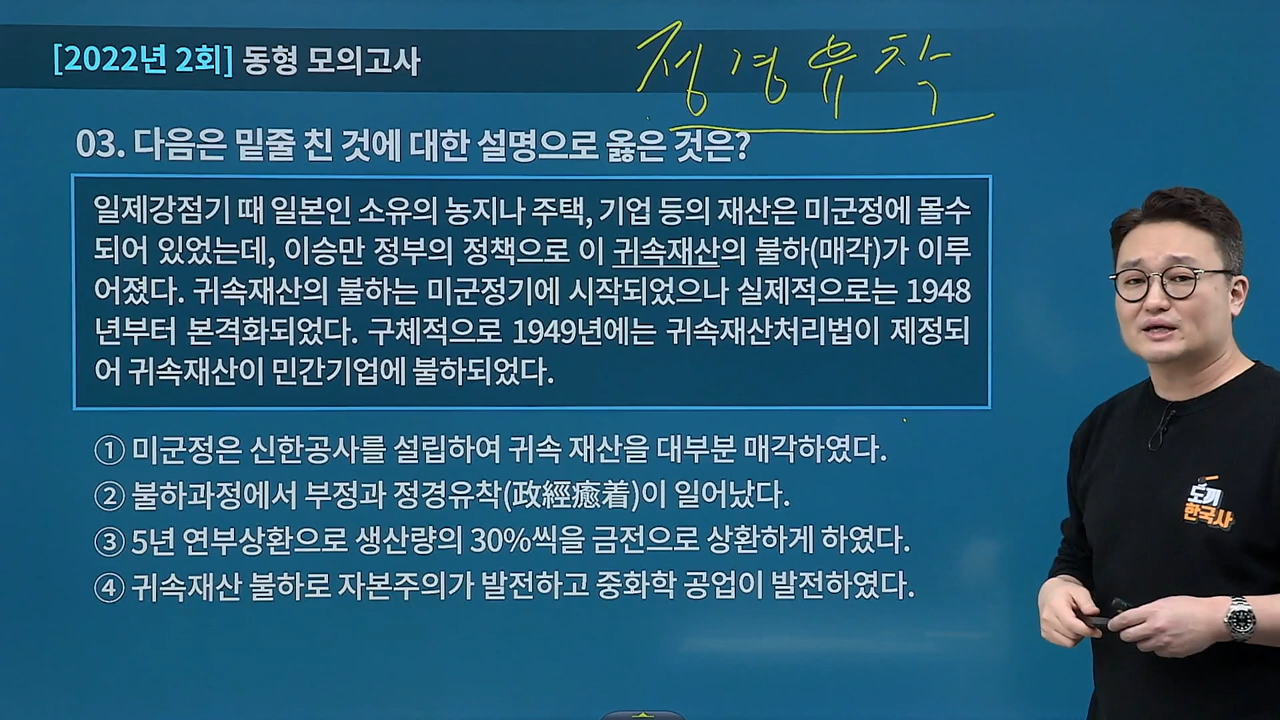 [2022년 2회] 동형 모의고사
정경유착
03. 다음은 밑줄 친 것에 대한 설명으로 옳은 것은?
일제강점기 때 일본인 소유의 농지나 주택, 기업 등의 재산은 미군정에 몰수
되어 있었는데, 이승만 정부의 정책으로 이 귀속재산의 불하(매각)가 이루
어졌다. 귀속재산의 불하는 미군정기에 시작되었으나 실제적으로는 1948
년부터 본격화되었다. 구체적으로 1949년에는 귀속재산처리법이 제정되
어 귀속재산이 민간기업에 불하되었다.
① 미군정은 신한공사를 설립하여 귀속 재산을 대부분 매각하였다.
② 불하과정에서 부정과 정경유착(政經癒着)이 일어났다.
③ 5년 연부상환으로 생산량의 30%씩을 금전으로 상환하게 하였다.
④ 귀속재산 불하로 자본주의가 발전하고 중화학 공업이 발전하였다.
도끼
한국사